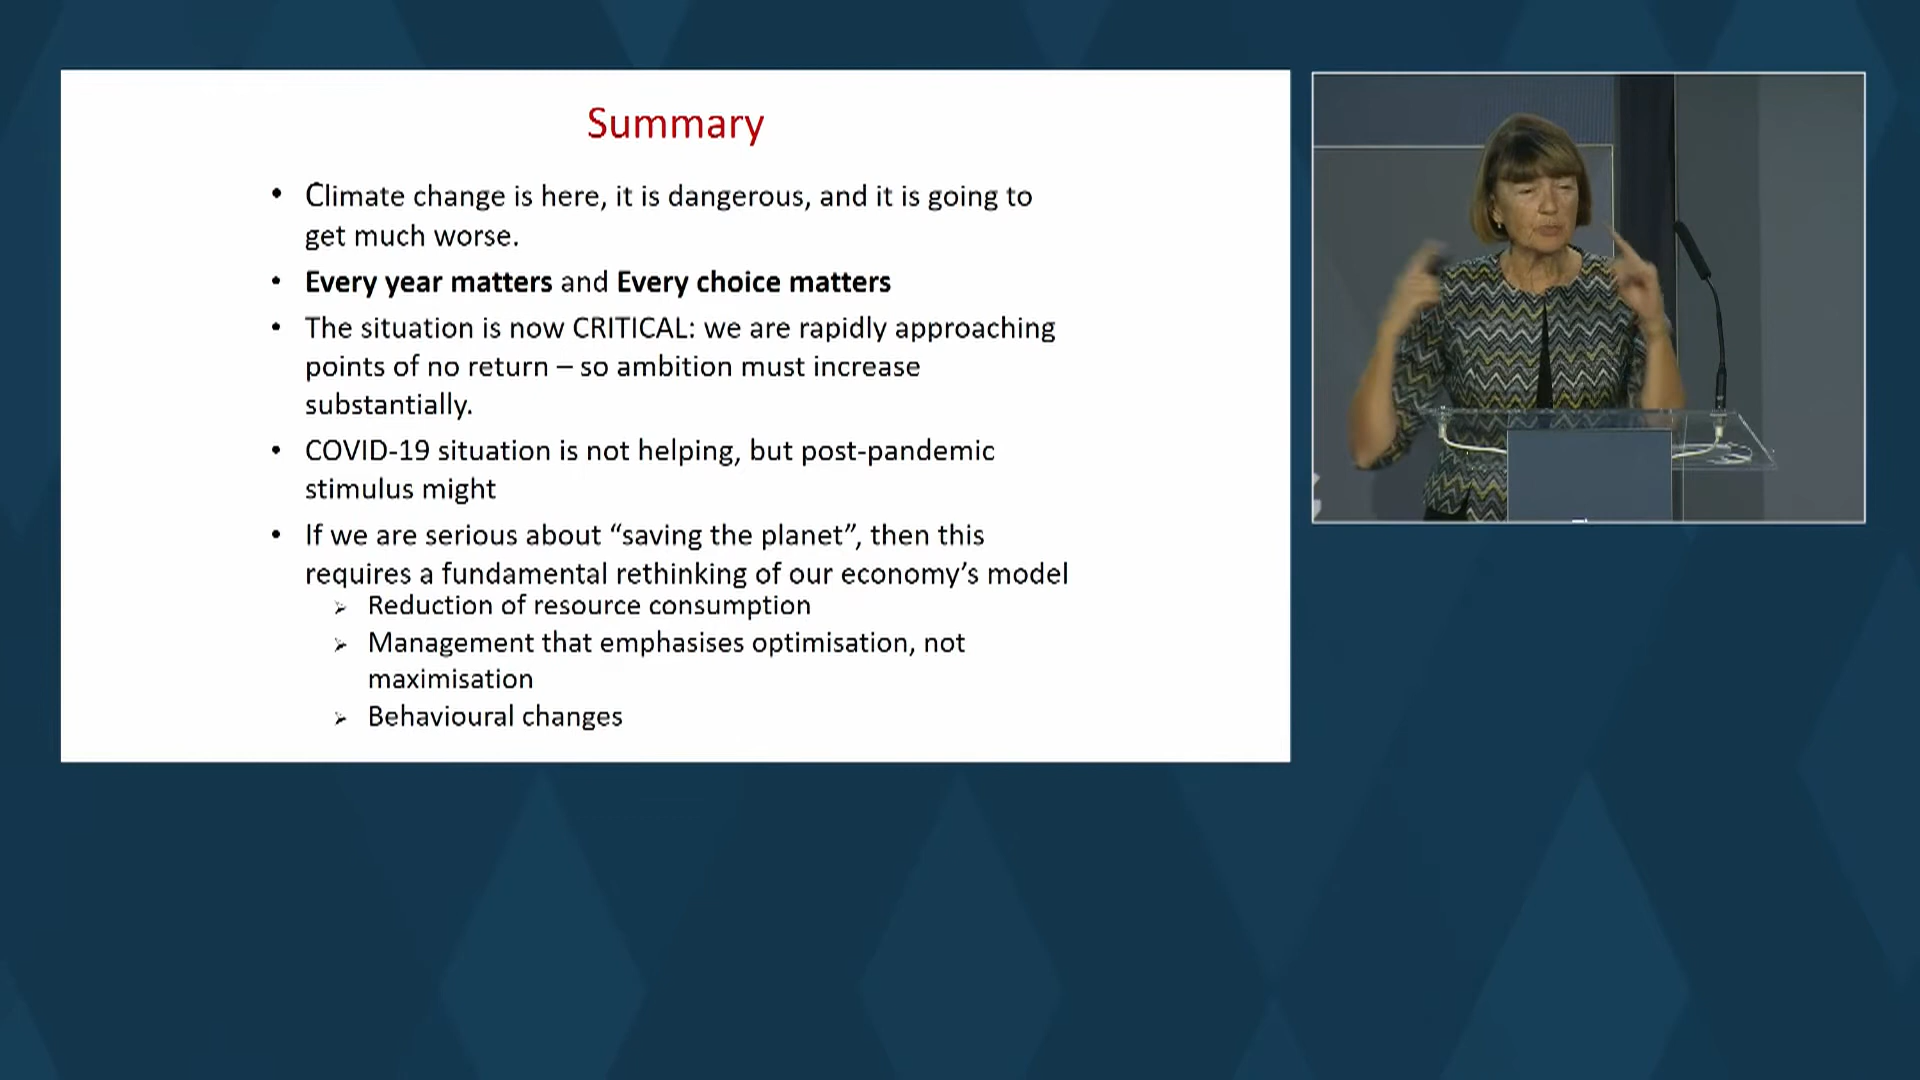 Summary
• Climate change is here, it is dangerous, and it is going to
get much worse.
• Every year matters and Every choice matters
• The situation is now CRITICAL: we are rapidly approaching
points of no return – so ambition must increase
substantially.
• COVID-19 situation is not helping, but post-pandemic
stimulus might
• If we are serious about “saving the planet”, then this
requires a fundamental rethinking of our economy’s model
➢ Reduction of resource consumption
➢ Management that emphasises optimisation, not
maximisation
➢ Behavioural changes